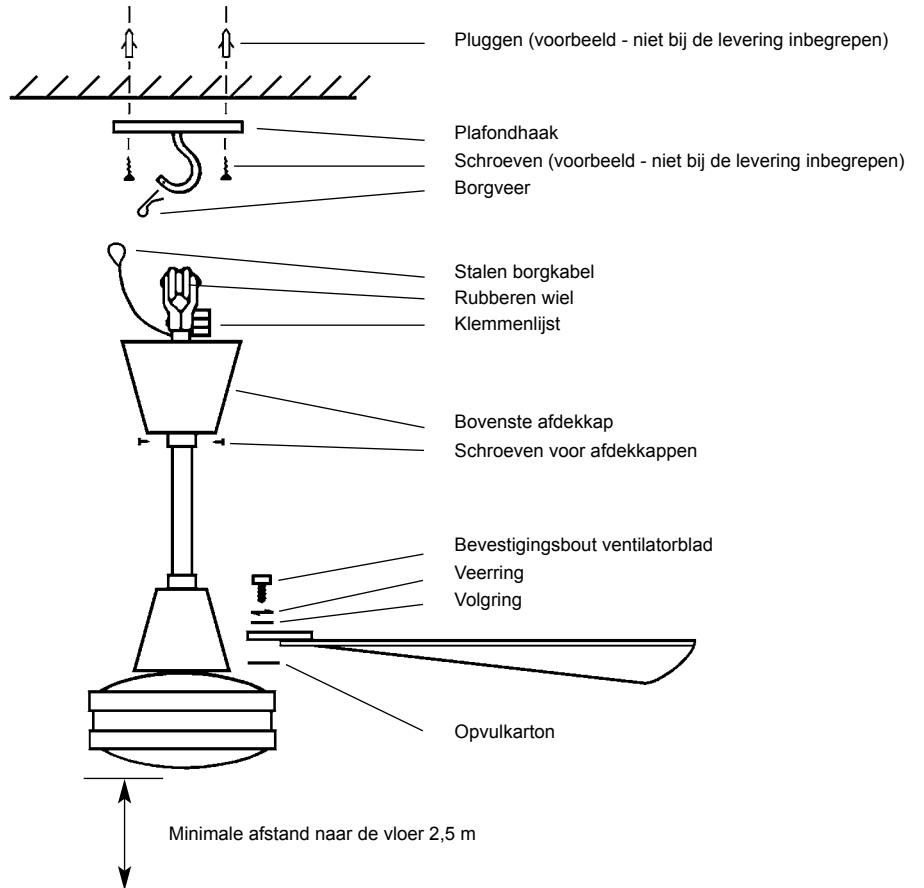 Pluggen (voorbeeld - niet bij de levering inbegrepen)
Plafondhaak
Schroeven (voorbeeld - niet bij de levering inbegrepen)
Borgveer
Stalen borgkabel
Rubberen wiel
Klemmenlijst
Bovenste afdekkap
Schroeven voor afdekkappen
Bevestigingsbout ventilatorblad
Veerring
Volgring
Opvulkarton
Minimale afstand naar de vloer 2,5 m